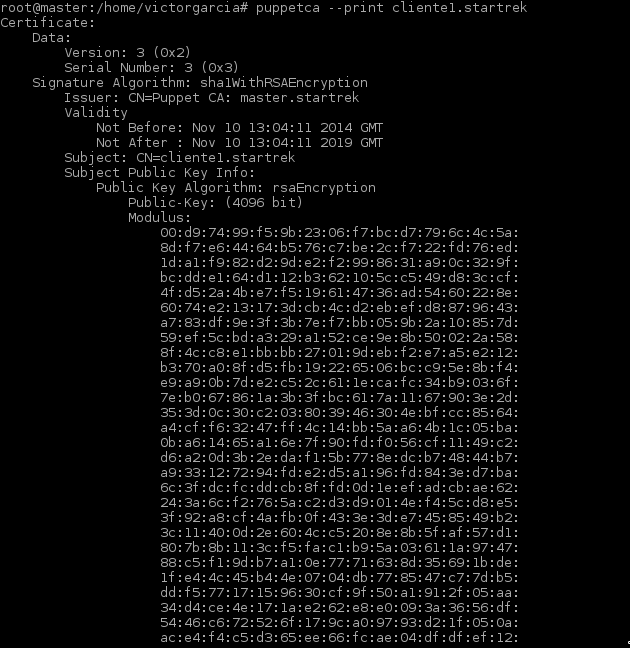 root@master:/home/victorgarcia# puppetca --print cliente1.startrek
Certificate:
Data:
Version: 3 (0x2)
Serial Number: 3 (0x3)
Signature Algorithm: sha1WithRSAEncryption
Issuer: CN=Puppet CA: master.startrek
Validity
Not Before: Nov 10 13:04:11 2014 GMT
Not After : Nov 10 13:04:11 2019 GMT
Subject: CN=cliente1.startrek
Subject Public Key Info:
Public Key Algorithm: rsaEncryption
Public-Key: (4096 bit)
Modulus:
00:d9:74:99:f5:9b:23:06:f7:bc:d7:79:6c:4c:5a:
8d:f7:e6:44:64:b5:76:c7:be:2c:f7:22:fd:76:ed:
1d:a1:f9:82:d2:9d:e2:f2:99:86:31:a9:0c:32:9f:
bc:dd:e1:64:d1:12:b3:62:10:5c:c5:49:d8:3c:cf:
4f:d5:2a:4b:e7:f5:19:61:47:36:ad:54:60:22:8e:
60:74:e2:13:17:3d:cb:4c:d2:eb:ef:d8:87:96:43:
a7:83:df:9e:3f:3b:7e:f7:bb:05:9b:2a:10:85:7d:
59:ef:5c:bd:a3:29:a1:52:ce:9e:8b:50:02:2a:58:
8f:4c:c8:e1:bb:bb:27:01:9d:eb:f2:e7:a5:e2:12:
b3:70:a0:8f:d5:fb:19:22:65:06:bc:c9:5e:8b:f4:
e9:a9:0b:7d:e2:c5:2c:61:1e:ca:fc:34:b9:03:6f:
7e:b0:67:86:1a:3b:3f:bc:61:7a:11:67:90:3e:2d:
35:3d:0c:30:c2:03:80:39:46:30:4e:bf:cc:85:64:
a4:cf:f6:32:47:ff:4c:14:bb:5a:a6:4b:1c:05:ba:
0b:a6:14:65:a1:6e:7f:90:fd:f0:56:cf:11:49:c2:
d6:a2:0d:3b:2e:da:f1:5b:77:8e:dc:b7:48:44:b7:
a9:33:12:72:94:fd:e2:d5:a1:96:fd:84:3e:d7:ba:
6c:3f:dc:fc:dd:cb:8f:fd:0d:1e:ef:ad:cb:ae:62:
24:3a:6c:f2:76:5a:c2:d3:d9:01:4e:f4:5c:d8:e5:
3f:92:a8:cf:4a:fb:0f:43:3e:3d:e7:45:85:49:b2:
3c:11:40:0d:2e:60:4c:c5:20:8e:8b:5f:af:57:d1:
80:7b:8b:11:3c:f5:fa:c1:b9:5a:03:61:1a:97:47:
88:c5:f1:9d:b7:a1:0e:77:71:63:8d:35:69:1b:de:
1f:e4:4c:45:b4:4e:07:04:db:77:85:47:c7:7d:b5:
dd:f5:77:17:15:96:30:cf:9f:50:a1:91:2f:05:aa:
34:d4:ce:4e:17:1a:e2:62:e8:e0:09:3a:36:56:df:
54:46:c6:72:52:6f:17:9c:a0:97:93:d2:1f:05:0a:
ac:e4:f4:c5:d3:65:ee:66:fc:ae:04:df:df:ef:12: